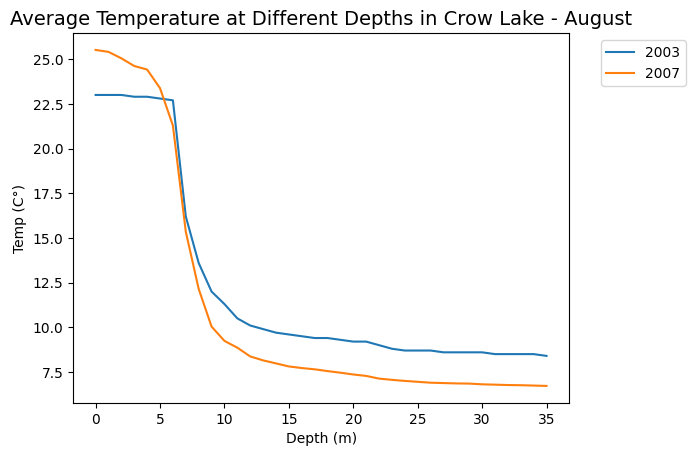 Average Temperature at Different Depths in Crow Lake - August
2003
2007
Temp (C°)
25.0
22.5
20.0
17.5
15.0
12.5
10.0
7.5
0 5 10 15 20 25 30 35
Depth (m)